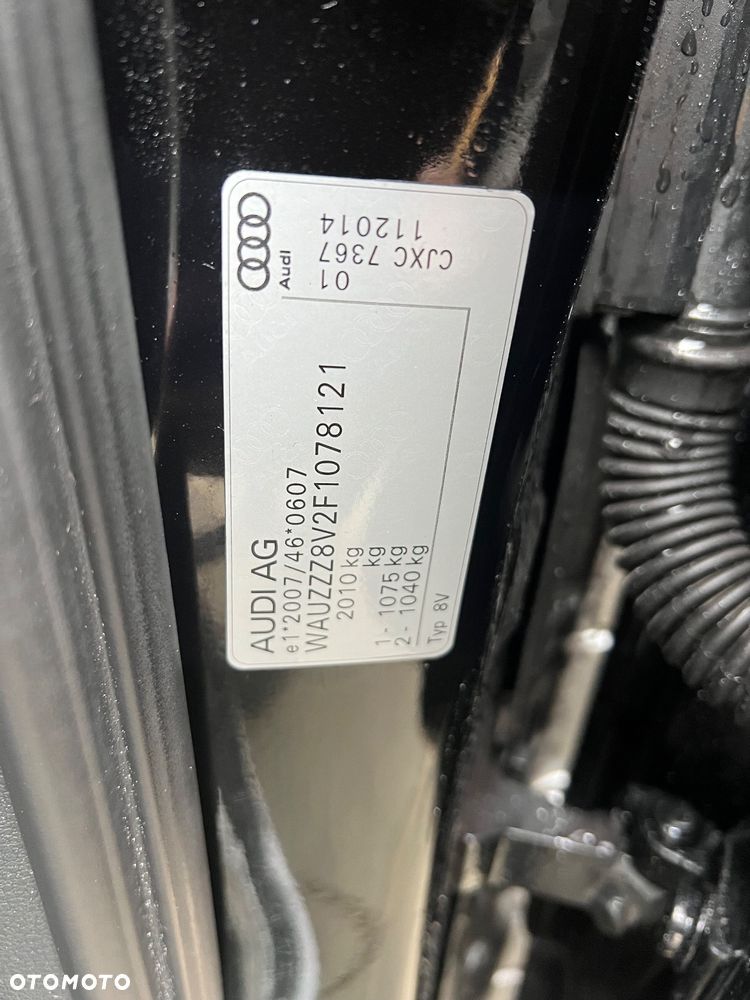 AUDI AG
e1*2007/46*0607
WAUZZZ8V2F1078121
2010 kg
kg
1- 1075 kg
2- 1040 kg
Typ 8V
Audi
01
CJXC 7367
112014
OTOMOTO